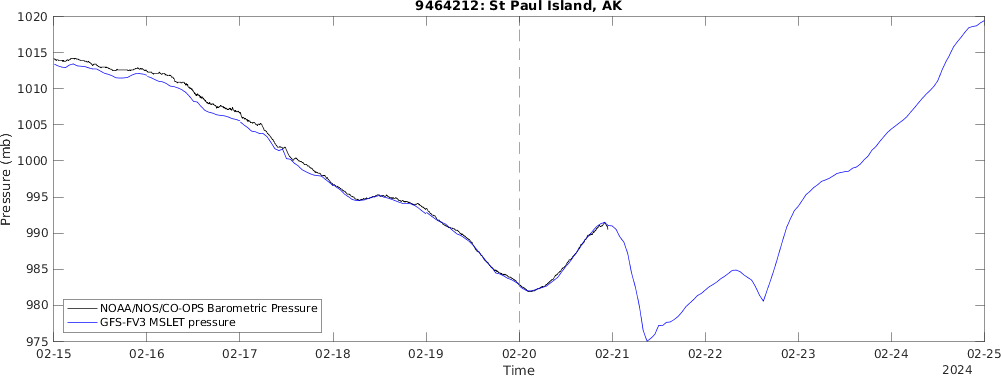 9464212: St Paul Island, AK
1020
1015
1010
1005
1000
995
990
985
980
975
Pressure (mb)
NOAA/NOS/CO-OPS Barometric Pressure
GFS-FV3 MSLET pressure
02-15 02-16 02-17 02-18 02-19 02-20 02-21 02-22 02-23 02-24 02-25
Time
2024